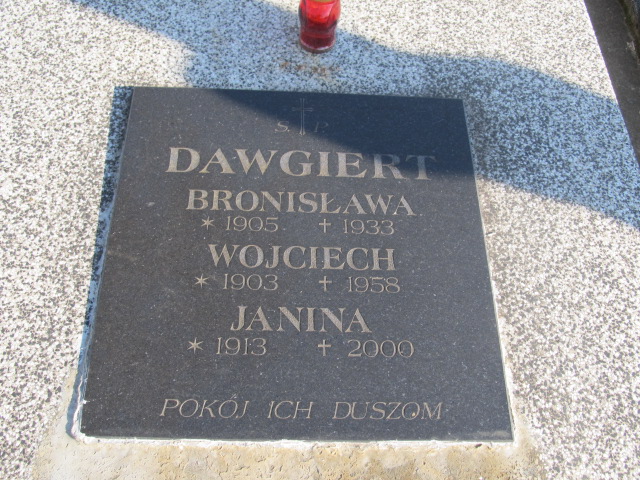 Ś. P.
DAWGIERT
BRONISŁAWA
* 1905 + 1933
WOJCIECH
* 1903 + 1958
JANINA
* 1913 + 2000
POKÓJ ICH DUSZOM